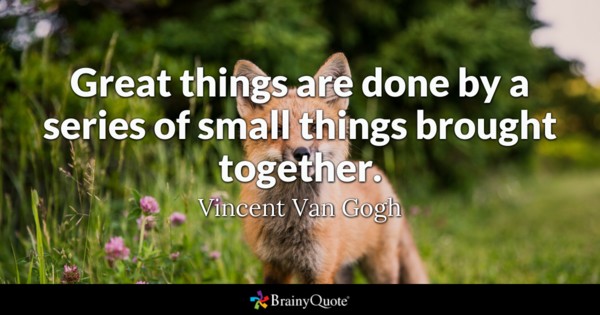 Great things are done by a
series of small things brought
together.
Vincent Van Gogh
BrainyQuote